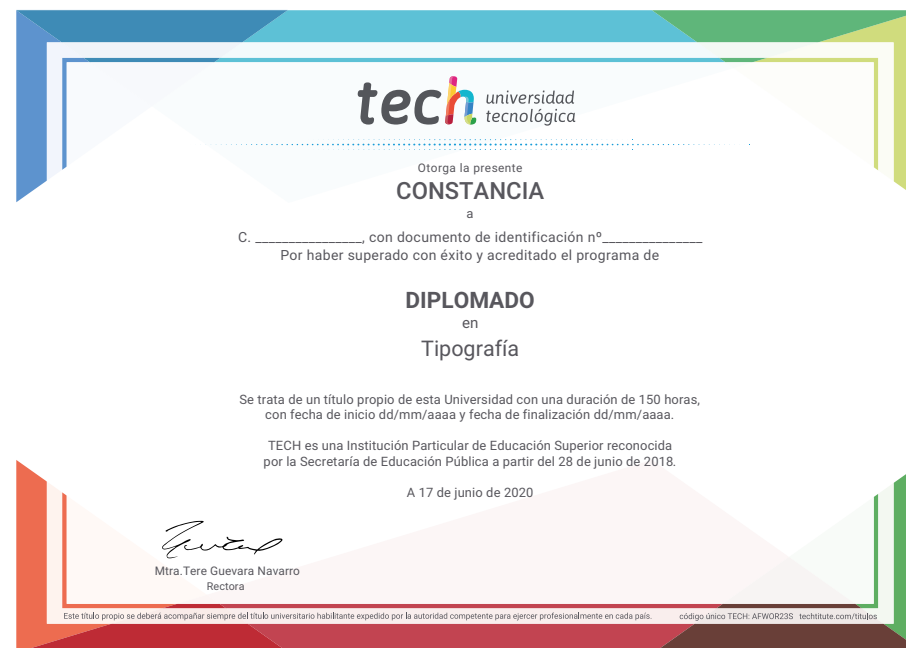 tech universidad
tecnológica
Otorga la presente
CONSTANCIA
a
C. ________________, con documento de identificación nº_______________
Por haber superado con éxito y acreditado el programa de
DIPLOMADO
en
Tipografía
Se trata de un título propio de esta Universidad con una duración de 150 horas,
con fecha de inicio dd/mm/aaaa y fecha de finalización dd/mm/aaaa.
TECH es una Institución Particular de Educación Superior reconocida
por la Secretaría de Educación Pública a partir del 28 de junio de 2018.
A 17 de junio de 2020
Mtra.Tere Guevara Navarro
Rectora
Este título propio se deberá acompañar siempre del título universitario habilitante expedido por la autoridad competente para ejercer profesionalmente en cada país. código único TECH: AFWOR23S techtitute.com/titulos